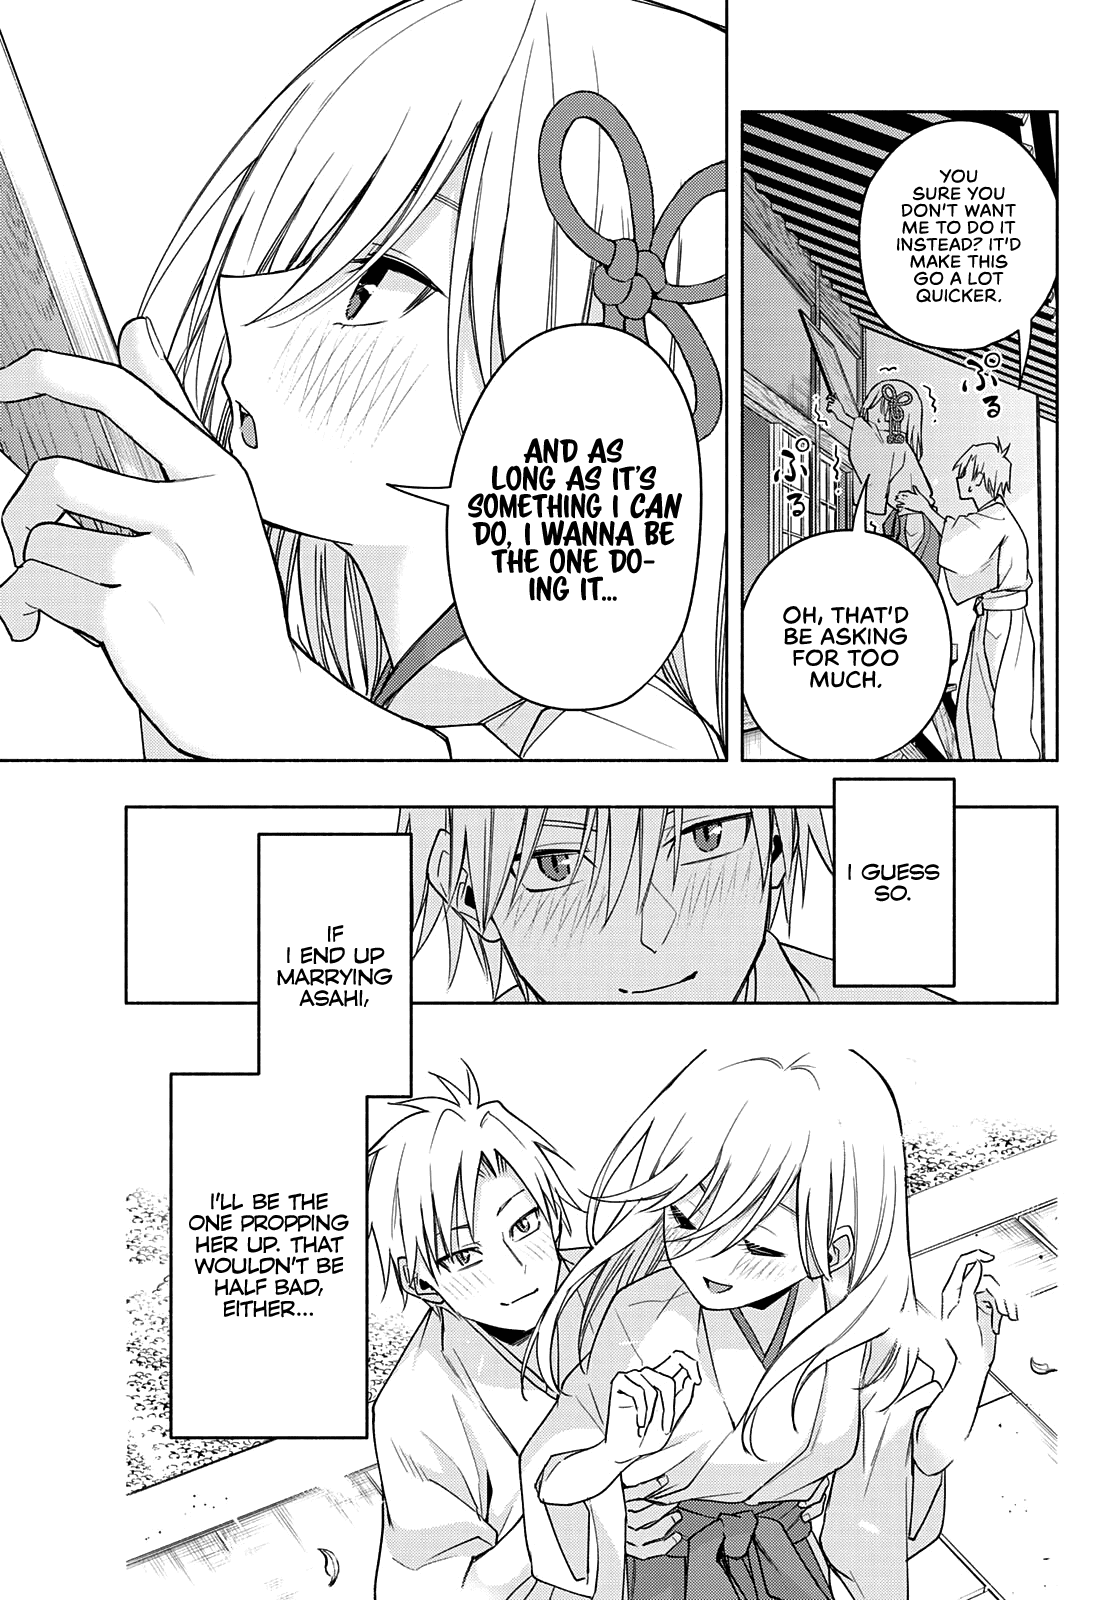 YOU
SURE YOU
DON'T WANT
ME TO DO IT
INSTEAD? IT'D
MAKE THIS
GO A LOT
QUICKER.
ぷる
ぷる
OH, THAT'D
BE ASKING
FOR TOO
MUCH.
AND AS
LONG AS IT'S
SOMETHING I CAN
DO, I WANNA BE
THE ONE DO-
ING IT...
I GUESS
SO.
IF
I END UP
MARRYING
ASAHI,
I'LL BE THE
ONE PROPPING
HER UP. THAT
WOULDN'T BE
HALF BAD,
EITHER...